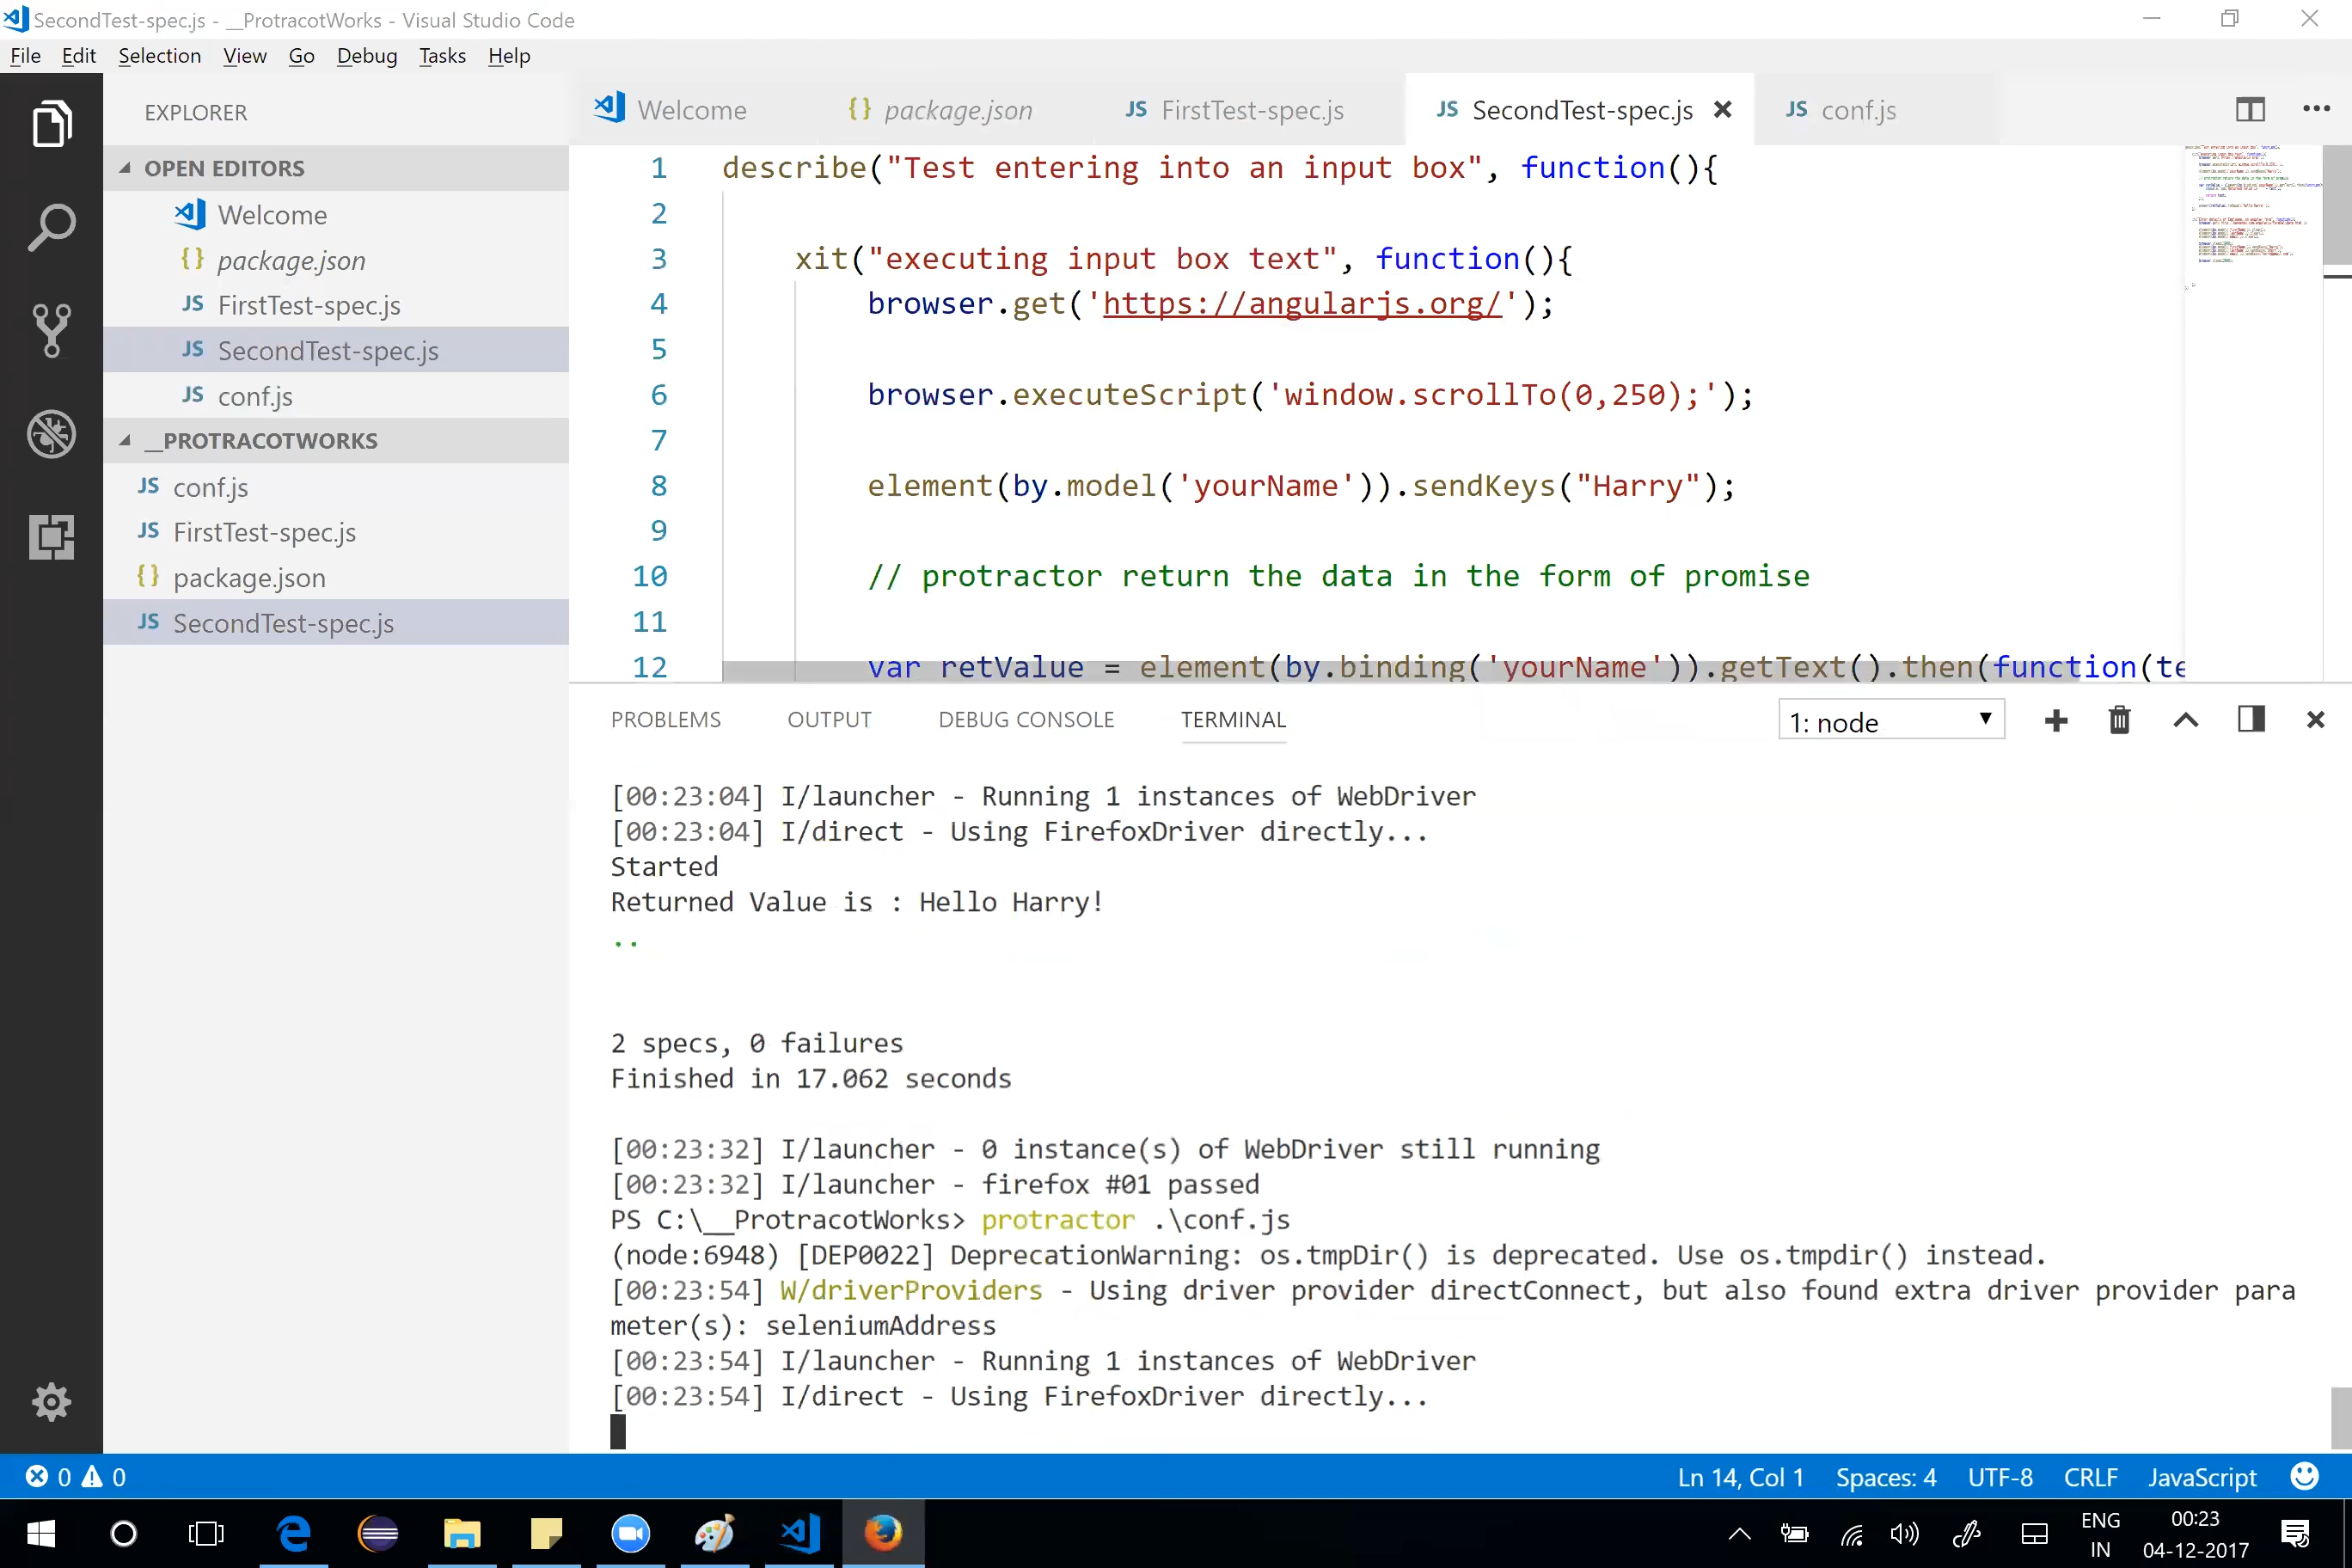 SecondTest-spec.js - __ProtracotWorks - Visual Studio Code
File Edit Selection View Go Debug Tasks Help
EXPLORER
OPEN EDITORS
Welcome
{} package.json
JS FirstTest-spec.js
JS SecondTest-spec.js
JS conf.js
__PROTRACOTWORKS
JS conf.js
JS FirstTest-spec.js
{} package.json
JS SecondTest-spec.js
Welcome {} package.json JS FirstTest-spec.js JS SecondTest-spec.js JS conf.js
1 describe("Test entering into an input box", function(){
2
3 xit("executing input box text", function(){
4 browser.get('https://angularjs.org/');
5
6 browser.executeScript('window.scrollTo(0,250);');
7
8 element(by.model('yourName')).sendKeys("Harry");
9
10 // protractor return the data in the form of promise
11
12 var retValue = element(by.binding('yourName')).getText().then(function(te
PROBLEMS OUTPUT DEBUG CONSOLE TERMINAL 1: node
[00:23:04] I/launcher - Running 1 instances of WebDriver
[00:23:04] I/direct - Using FirefoxDriver directly...
Started
Returned Value is : Hello Harry!
..
2 specs, 0 failures
Finished in 17.062 seconds
[00:23:32] I/launcher - 0 instance(s) of WebDriver still running
[00:23:32] I/launcher - firefox #01 passed
PS C:\__ProtracotWorks> protractor .\conf.js
(node:6948) [DEP0022] DeprecationWarning: os.tmpDir() is deprecated. Use os.tmpdir() instead.
[00:23:54] W/driverProviders - Using driver provider directConnect, but also found extra driver provider para
meter(s): seleniumAddress
[00:23:54] I/launcher - Running 1 instances of WebDriver
[00:23:54] I/direct - Using FirefoxDriver directly...
0 0 Ln 14, Col 1 Spaces: 4 UTF-8 CRLF JavaScript
ENG 00:23
IN 04-12-2017